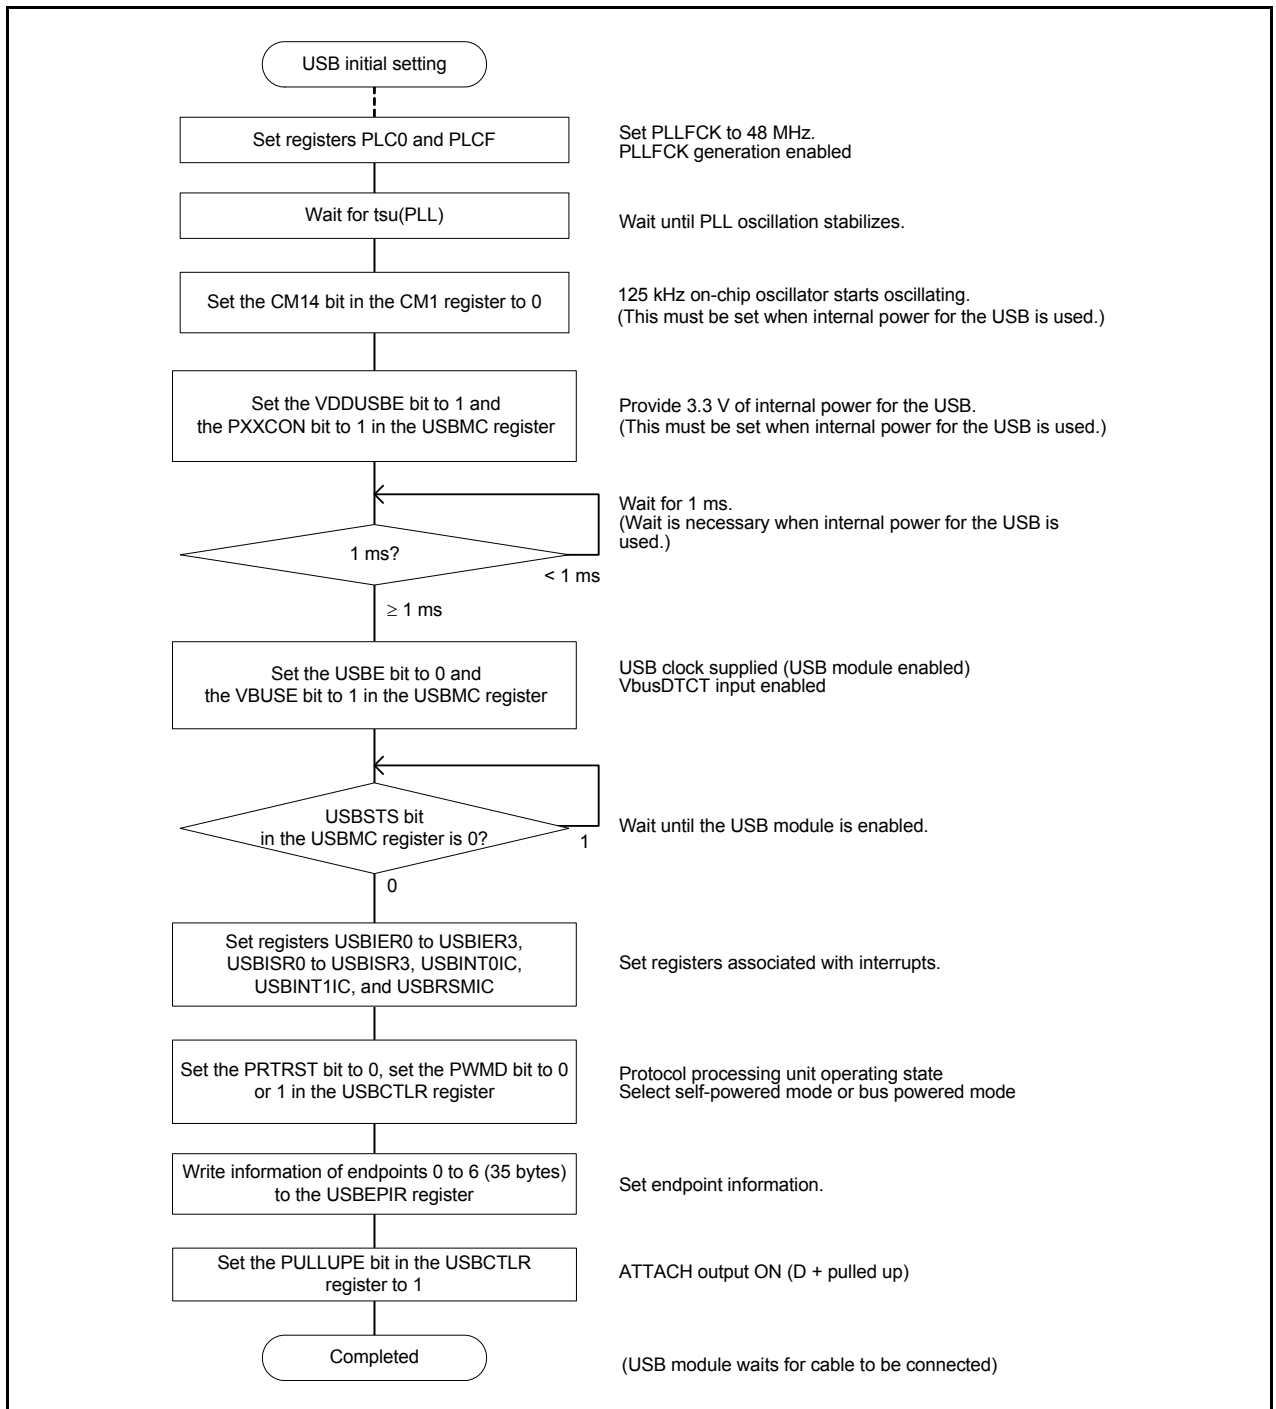 USB initial setting
Set registers PLC0 and PLCF
Set PLLFCK to 48 MHz.
PLLFCK generation enabled
Wait for tsu(PLL)
Wait until PLL oscillation stabilizes.
Set the CM14 bit in the CM1 register to 0
125 kHz on-chip oscillator starts oscillating.
(This must be set when internal power for the USB is used.)
Set the VDDUSBE bit to 1 and
the PXXCON bit to 1 in the USBMC register
Provide 3.3 V of internal power for the USB.
(This must be set when internal power for the USB is used.)
Wait for 1 ms.
(Wait is necessary when internal power for the USB is
used.)
1 ms?
< 1 ms
≥ 1 ms
Set the USBE bit to 0 and
the VBUSE bit to 1 in the USBMC register
USB clock supplied (USB module enabled)
VbusDTCT input enabled
USBSTS bit
in the USBMC register is 0?
1
Wait until the USB module is enabled.
0
Set registers USBIER0 to USBIER3,
USBISR0 to USBISR3, USBINT0IC,
USBINT1IC, and USBRSMIC
Set registers associated with interrupts.
Set the PRTRST bit to 0, set the PWMD bit to 0
or 1 in the USBCTLR register
Protocol processing unit operating state
Select self-powered mode or bus powered mode
Write information of endpoints 0 to 6 (35 bytes)
to the USBEPIR register
Set endpoint information.
Set the PULLUPE bit in the USBCTLR
register to 1
ATTACH output ON (D + pulled up)
Completed
(USB module waits for cable to be connected)